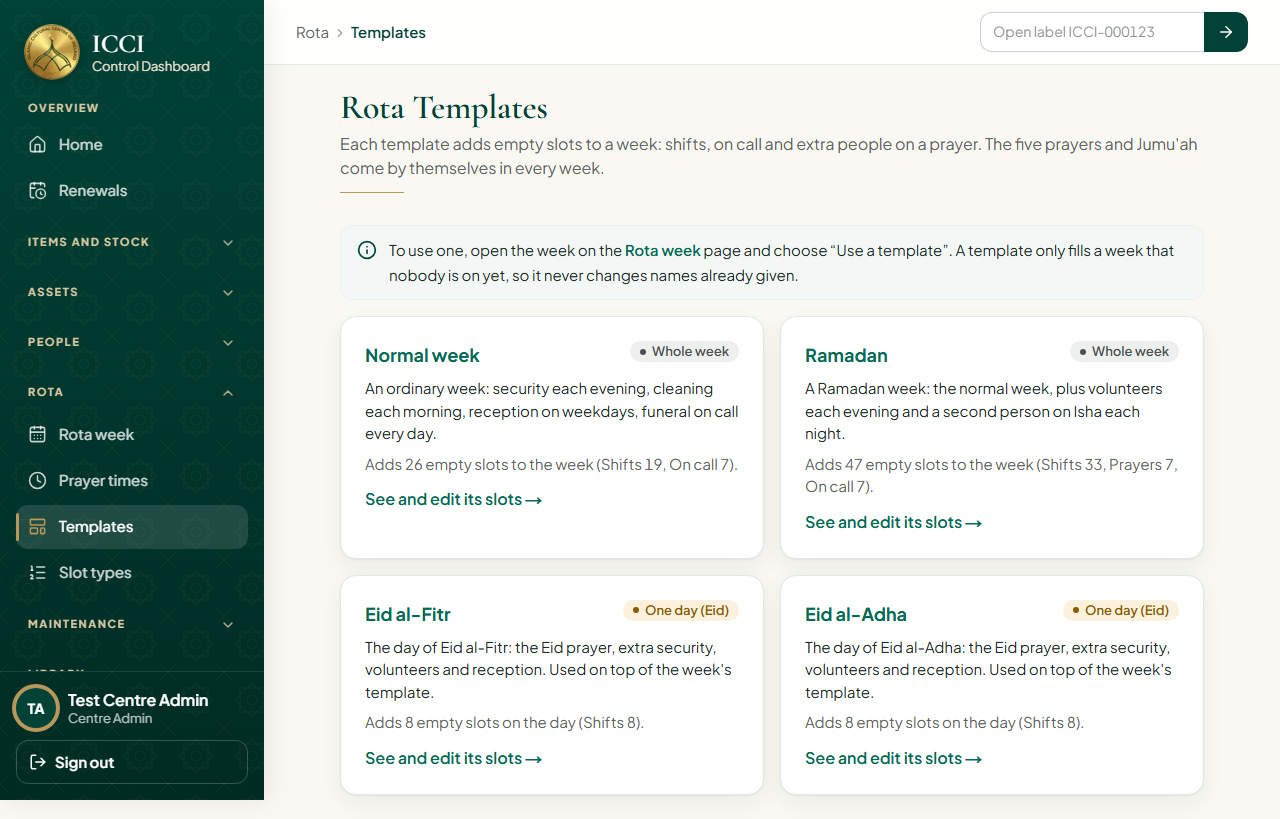 ICCI
Control Dashboard
OVERVIEW
Home
Renewals
ITEMS AND STOCK
ASSETS
PEOPLE
ROTA
Rota week
Prayer times
Templates
Slot types
MAINTENANCE
TA
Test Centre Admin
Centre Admin
Sign out
Rota › Templates
Open label ICCI-000123
Rota Templates
Each template adds empty slots to a week: shifts, on call and extra people on a prayer. The five prayers and Jumu'ah
come by themselves in every week.
To use one, open the week on the Rota week page and choose “Use a template”. A template only fills a week that
nobody is on yet, so it never changes names already given.
Normal week
Whole week
An ordinary week: security each evening, cleaning
each morning, reception on weekdays, funeral on call
every day.
Adds 26 empty slots to the week (Shifts 19, On call 7).
See and edit its slots →
Ramadan
Whole week
A Ramadan week: the normal week, plus volunteers
each evening and a second person on Isha each
night.
Adds 47 empty slots to the week (Shifts 33, Prayers 7,
On call 7).
See and edit its slots →
Eid al-Fitr
One day (Eid)
The day of Eid al-Fitr: the Eid prayer, extra security,
volunteers and reception. Used on top of the week's
template.
Adds 8 empty slots on the day (Shifts 8).
See and edit its slots →
Eid al-Adha
One day (Eid)
The day of Eid al-Adha: the Eid prayer, extra security,
volunteers and reception. Used on top of the week's
template.
Adds 8 empty slots on the day (Shifts 8).
See and edit its slots →